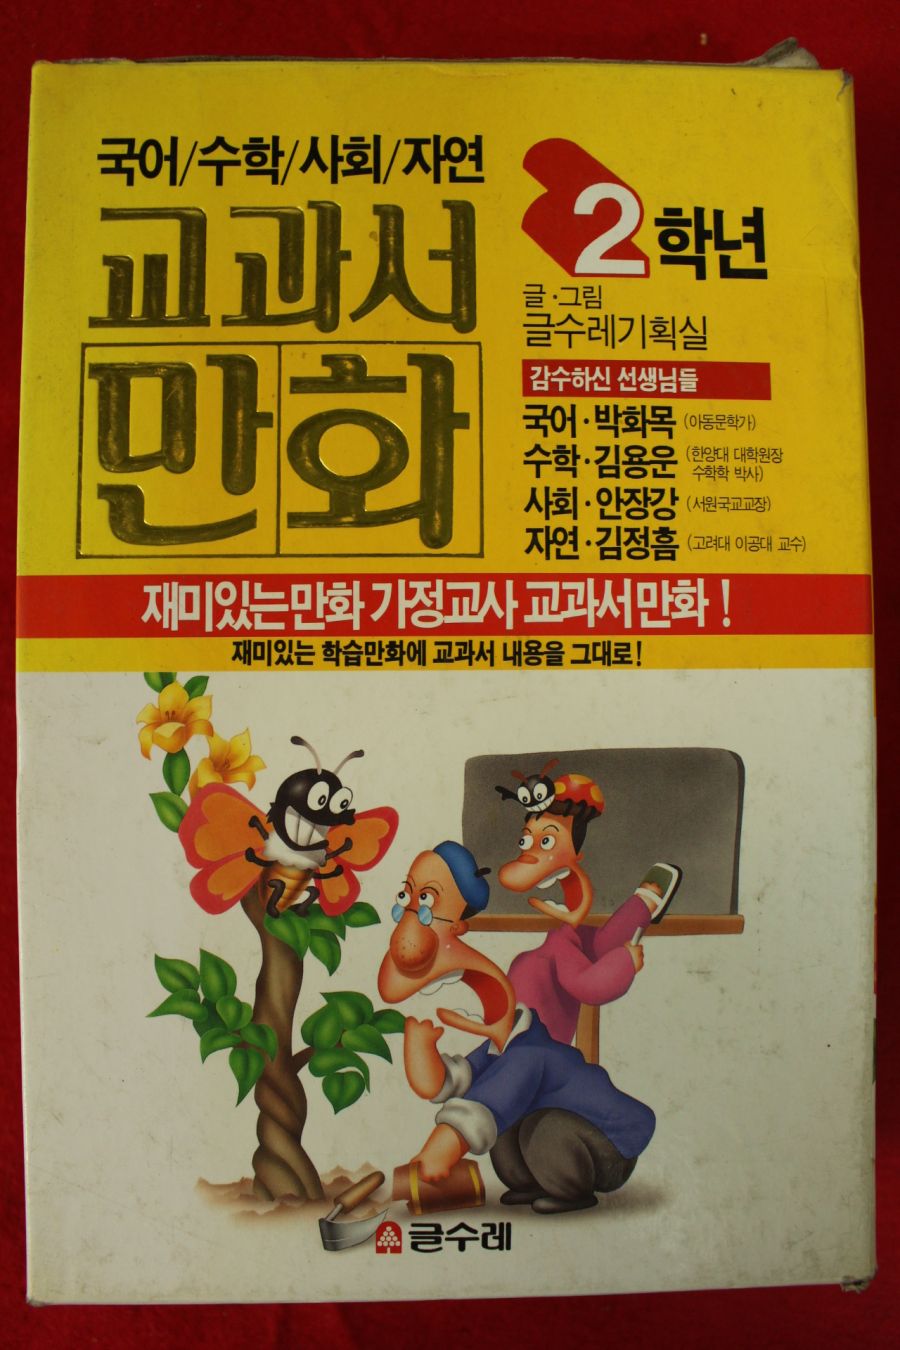 국어/수학/사회/자연
교과서
만화
2학년
글·그림
글수레기획실
감수하신 선생님들
국어·박화목 (아동문학가)
수학·김용운 (한양대 대학원장 수학학 박사)
사회·안장강 (서원국교교장)
자연·김정흠 (고려대 이공대 교수)
재미있는만화 가정교사 교과서만화!
재미있는 학습만화에 교과서 내용을 그대로!
글수레